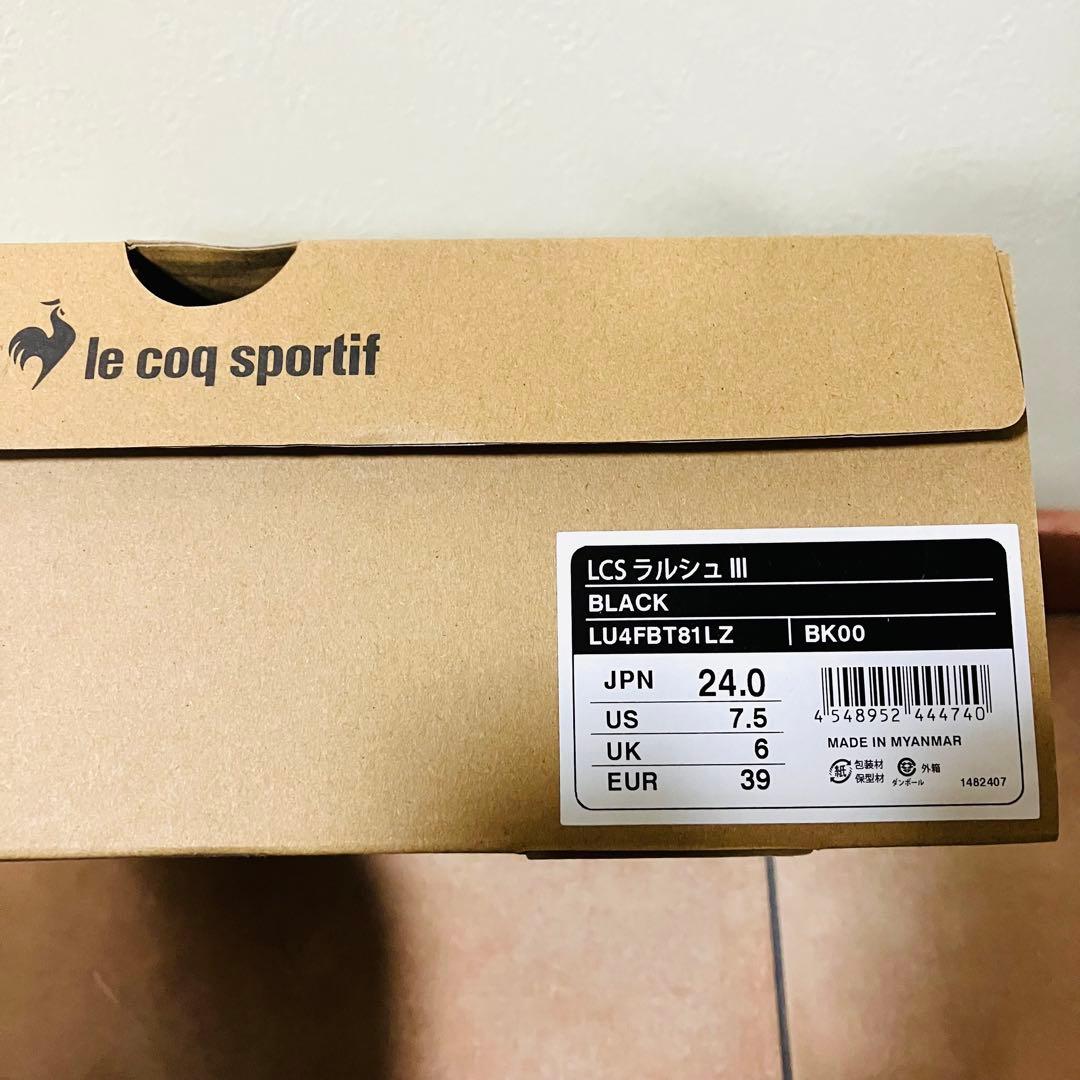 le coq sportif
LCS ラルシュ III
BLACK
LU4FBT81LZ BK00
JPN 24.0
US 7.5
UK 6
EUR 39
4 548952 444740
MADE IN MYANMAR
紙 包装材 保型材
ダンボール 外箱
1482407